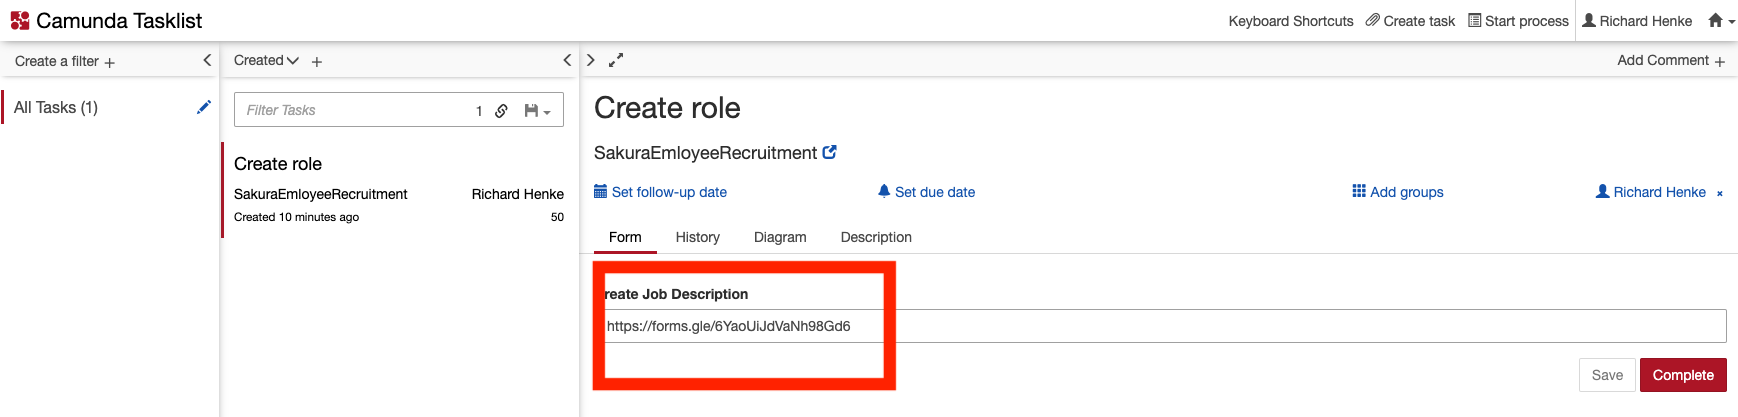 Camunda Tasklist
Keyboard Shortcuts Create task Start process Richard Henke
Create a filter +
Created +
Add Comment +
All Tasks (1)
Filter Tasks 1
Create role
SakuraEmloyeeRecruitment Richard Henke
Created 10 minutes ago 50
Create role
SakuraEmloyeeRecruitment
Set follow-up date Set due date Add groups Richard Henke ×
Form History Diagram Description
reate Job Description
https://forms.gle/6YaoUiJdVaNh98Gd6
Save Complete